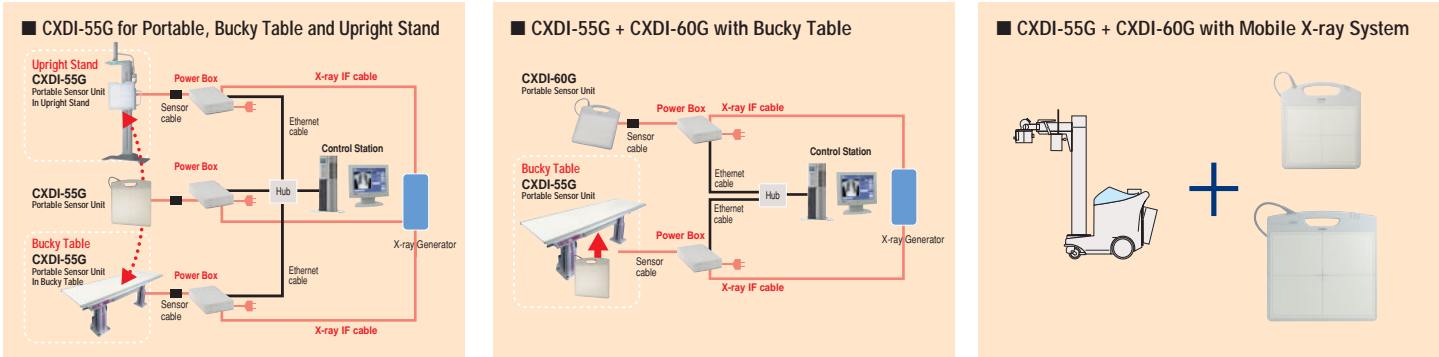 ■ CXDI-55G for Portable, Bucky Table and Upright Stand
Upright Stand
CXDI-55G
Portable Sensor Unit
In Upright Stand
Power Box
X-ray IF cable
Sensor
cable
Ethernet
cable
Control Station
CXDI-55G
Portable Sensor Unit
Power Box
Hub
X-ray Generator
Bucky Table
CXDI-55G
Portable Sensor Unit
In Bucky Table
Power Box
Sensor
cable
Ethernet
cable
X-ray IF cable
■ CXDI-55G + CXDI-60G with Bucky Table
CXDI-60G
Portable Sensor Unit
Power Box
X-ray IF cable
Sensor
cable
Control Station
Bucky Table
CXDI-55G
Portable Sensor Unit
Ethernet
cable
Hub
Ethernet
cable
Power Box
X-ray Generator
Sensor
cable
X-ray IF cable
■ CXDI-55G + CXDI-60G with Mobile X-ray System